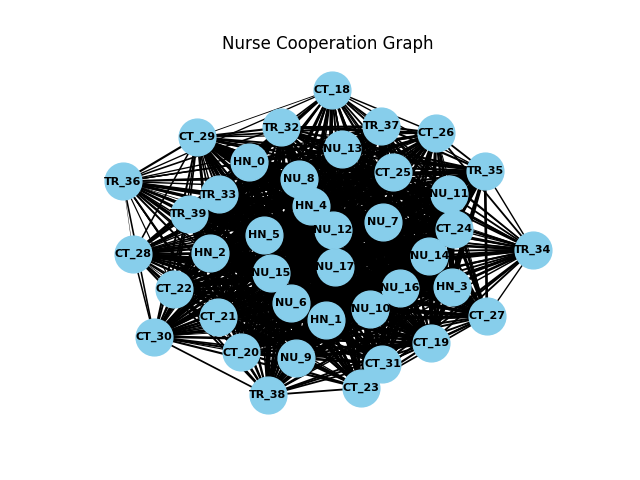 Nurse Cooperation Graph
CT_18
TR_32
TR_37
CT_26
CT_29
NU_13
HN_0
CT_25
TR_35
TR_36
NU_8
TR_33
NU_11
HN_4
TR_39
NU_7
CT_24
NU_12
HN_5
TR_34
CT_28
HN_2
NU_14
NU_15
NU_17
CT_22
NU_16
HN_3
NU_6
NU_10
CT_21
HN_1
CT_27
CT_30
CT_19
CT_20
NU_9
CT_31
CT_23
TR_38